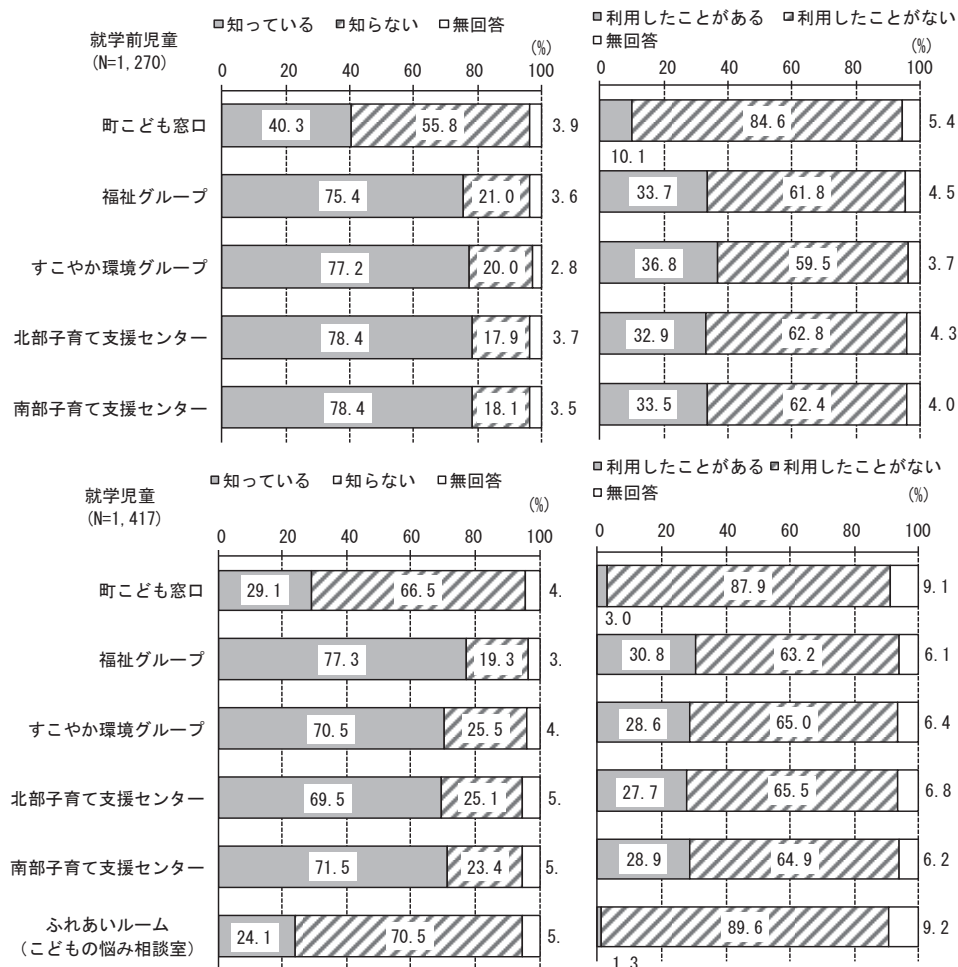 就学前児童
(N=1,270)
■知っている ▨知らない □無回答
(%)
0 20 40 60 80 100
■利用したことがある ▨利用したことがない
□無回答
(%)
0 20 40 60 80 100
町こども窓口 40.3 55.8 3.9 84.6 5.4
10.1
福祉グループ 75.4 21.0 3.6 33.7 61.8 4.5
すこやか環境グループ 77.2 20.0 2.8 36.8 59.5 3.7
北部子育て支援センター 78.4 17.9 3.7 32.9 62.8 4.3
南部子育て支援センター 78.4 18.1 3.5 33.5 62.4 4.0
就学児童
(N=1,417)
■知っている □知らない □無回答
(%)
0 20 40 60 80 100
■利用したことがある ▨利用したことがない
□無回答
(%)
0 20 40 60 80 100
町こども窓口 29.1 66.5 4. 87.9 9.1
3.0
福祉グループ 77.3 19.3 3. 30.8 63.2 6.1
すこやか環境グループ 70.5 25.5 4. 28.6 65.0 6.4
北部子育て支援センター 69.5 25.1 5. 27.7 65.5 6.8
南部子育て支援センター 71.5 23.4 5. 28.9 64.9 6.2
ふれあいルーム
(こどもの悩み相談室) 24.1 70.5 5. 89.6 9.2
1.3